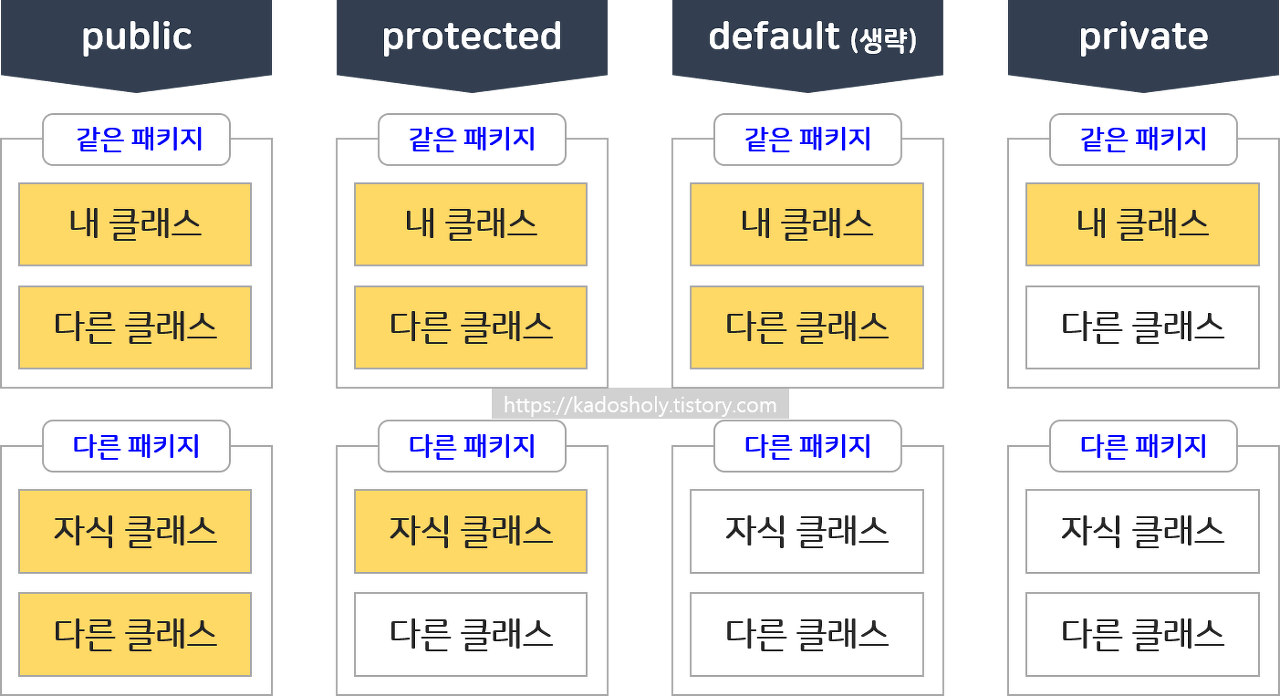 public
protected
default (생략)
private
같은 패키지
같은 패키지
같은 패키지
같은 패키지
내 클래스
내 클래스
내 클래스
내 클래스
다른 클래스
다른 클래스
다른 클래스
다른 클래스
https://kadosholy.tistory.com
다른 패키지
다른 패키지
다른 패키지
다른 패키지
자식 클래스
자식 클래스
자식 클래스
자식 클래스
다른 클래스
다른 클래스
다른 클래스
다른 클래스